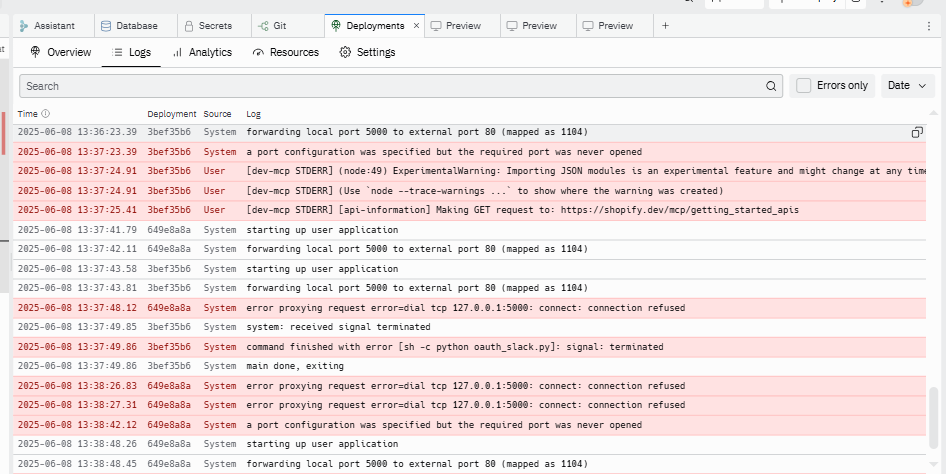 Assistant Database Secrets Git Deployments × Preview Preview Preview +
Overview Logs Analytics Resources Settings
Search Errors only Date
Time Deployment Source Log
2025-06-08 13:36:23.39 3bef35b6 System forwarding local port 5000 to external port 80 (mapped as 1104)
2025-06-08 13:37:23.39 3bef35b6 System a port configuration was specified but the required port was never opened
2025-06-08 13:37:24.91 3bef35b6 User [dev-mcp STDERR] (node:49) ExperimentalWarning: Importing JSON modules is an experimental feature and might change at any time
2025-06-08 13:37:24.91 3bef35b6 User [dev-mcp STDERR] (Use `node --trace-warnings ...` to show where the warning was created)
2025-06-08 13:37:25.41 3bef35b6 User [dev-mcp STDERR] [api-information] Making GET request to: https://shopify.dev/mcp/getting_started_apis
2025-06-08 13:37:41.79 649e8a8a System starting up user application
2025-06-08 13:37:42.11 649e8a8a System forwarding local port 5000 to external port 80 (mapped as 1104)
2025-06-08 13:37:43.58 3bef35b6 System starting up user application
2025-06-08 13:37:43.81 3bef35b6 System forwarding local port 5000 to external port 80 (mapped as 1104)
2025-06-08 13:37:48.12 649e8a8a System error proxying request error=dial tcp 127.0.0.1:5000: connect: connection refused
2025-06-08 13:37:49.85 3bef35b6 System system: received signal terminated
2025-06-08 13:37:49.86 3bef35b6 System command finished with error [sh -c python oauth_slack.py]: signal: terminated
2025-06-08 13:37:49.86 3bef35b6 System main done, exiting
2025-06-08 13:38:26.83 649e8a8a System error proxying request error=dial tcp 127.0.0.1:5000: connect: connection refused
2025-06-08 13:38:27.31 649e8a8a System error proxying request error=dial tcp 127.0.0.1:5000: connect: connection refused
2025-06-08 13:38:42.12 649e8a8a System a port configuration was specified but the required port was never opened
2025-06-08 13:38:48.26 649e8a8a System starting up user application
2025-06-08 13:38:48.45 649e8a8a System forwarding local port 5000 to external port 80 (mapped as 1104)